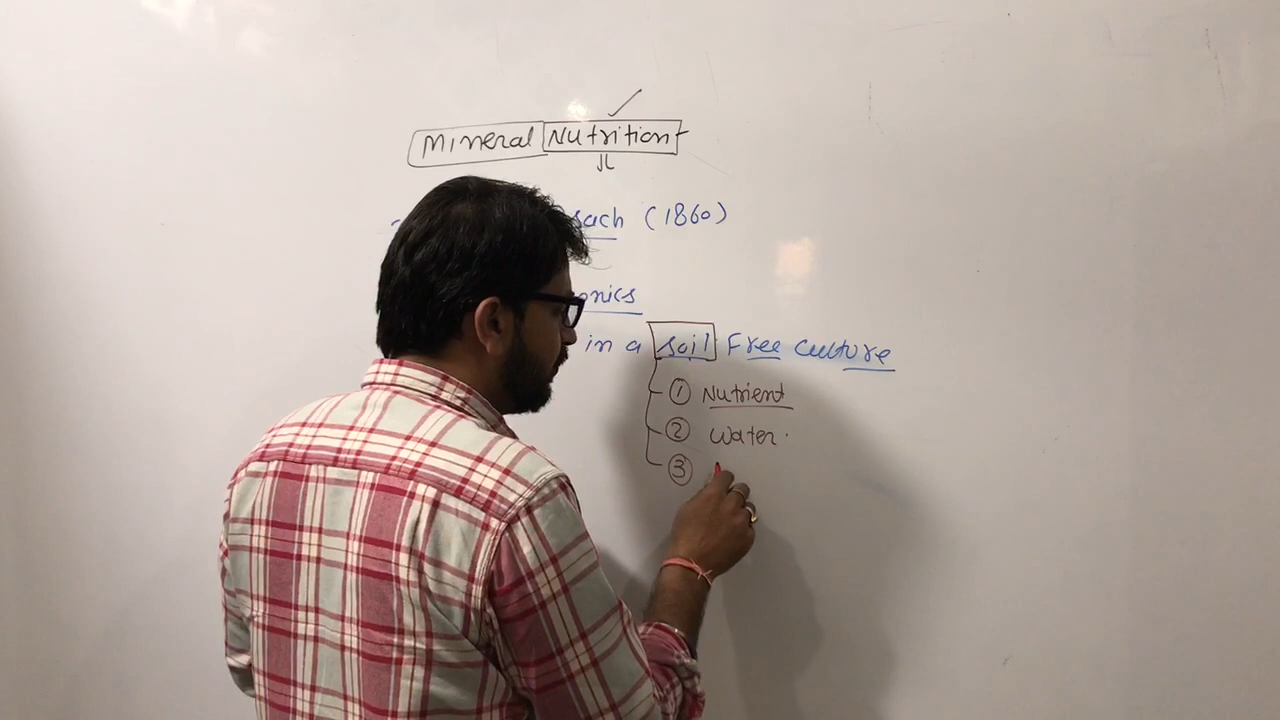 Mineral Nutrition
sach (1860)
onics
in a soil Free culture
① Nutrient
② water.
③